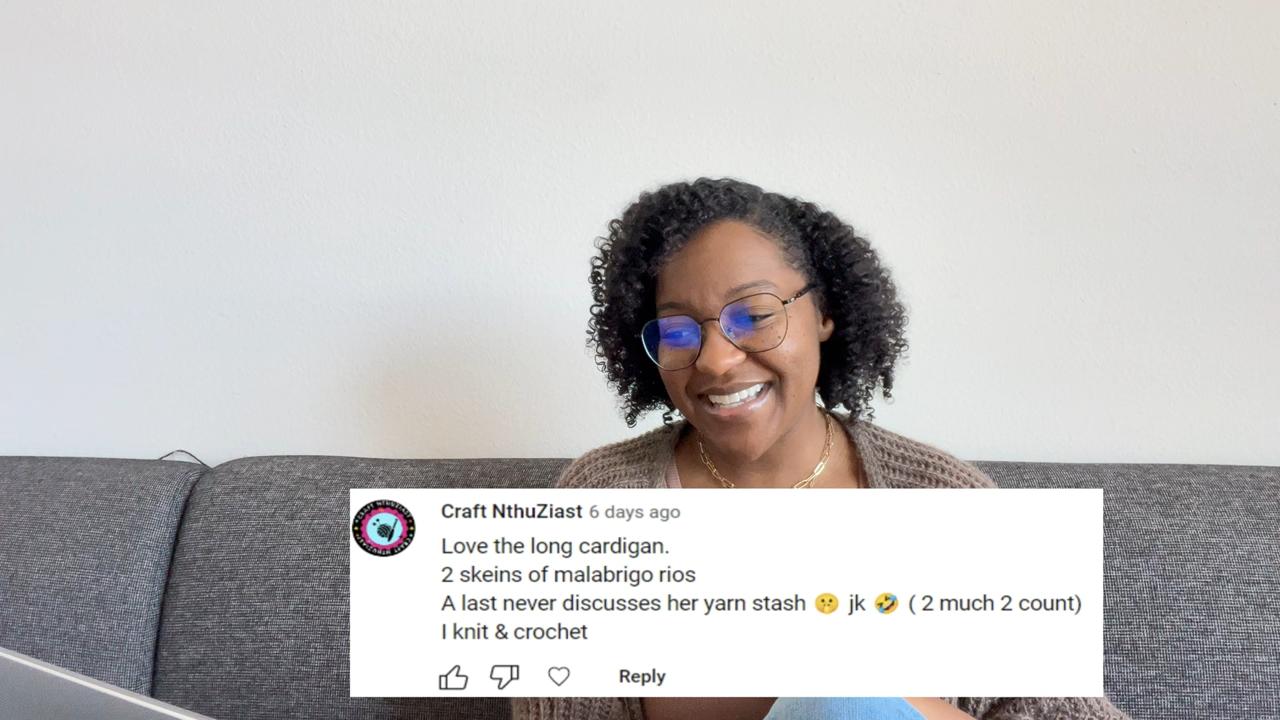 Craft NthuZiast 6 days ago
Love the long cardigan.
2 skeins of malabrigo rios
A last never discusses her yarn stash 🤫 jk 🤣 ( 2 much 2 count)
I knit & crochet
Reply